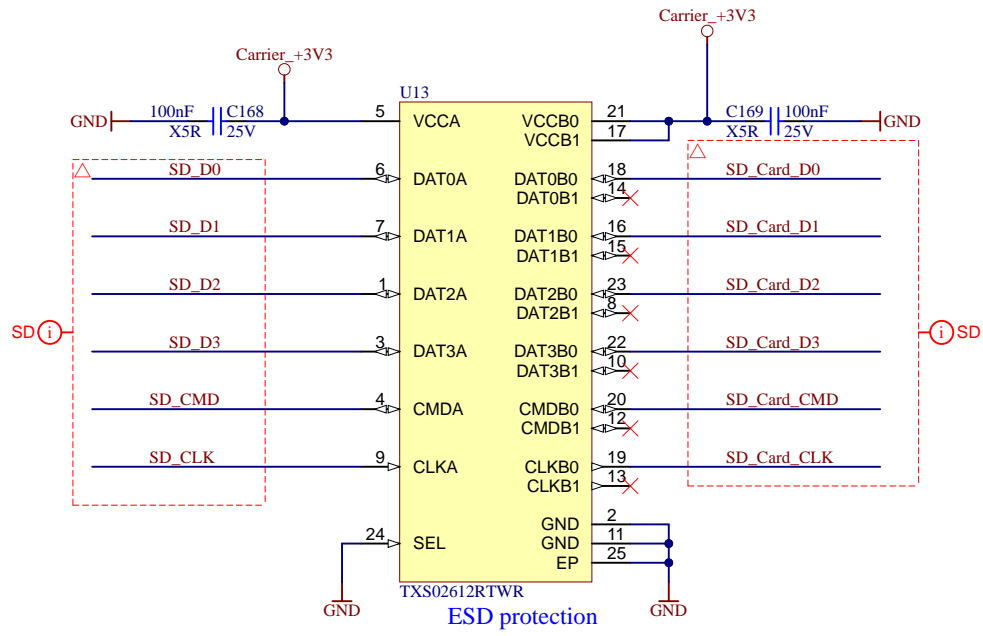 Carrier_+3V3
Carrier_+3V3
U13
GND
100nF
C168
X5R
25V
5
VCCA
VCCB0
21
VCCB1
17
C169
100nF
X5R
25V
GND
SD_D0
6
DAT0A
DAT0B0
18
SD_Card_D0
DAT0B1
14
SD_D1
7
DAT1A
DAT1B0
16
SD_Card_D1
DAT1B1
15
SD_D2
1
DAT2A
DAT2B0
23
SD_Card_D2
DAT2B1
8
SD i
i SD
SD_D3
3
DAT3A
DAT3B0
22
SD_Card_D3
DAT3B1
10
SD_CMD
4
CMDA
CMDB0
20
SD_Card_CMD
CMDB1
12
SD_CLK
9
CLKA
CLKB0
19
SD_Card_CLK
CLKB1
13
GND
2
24
SEL
GND
11
EP
25
TXS02612RTWR
GND
GND
ESD protection